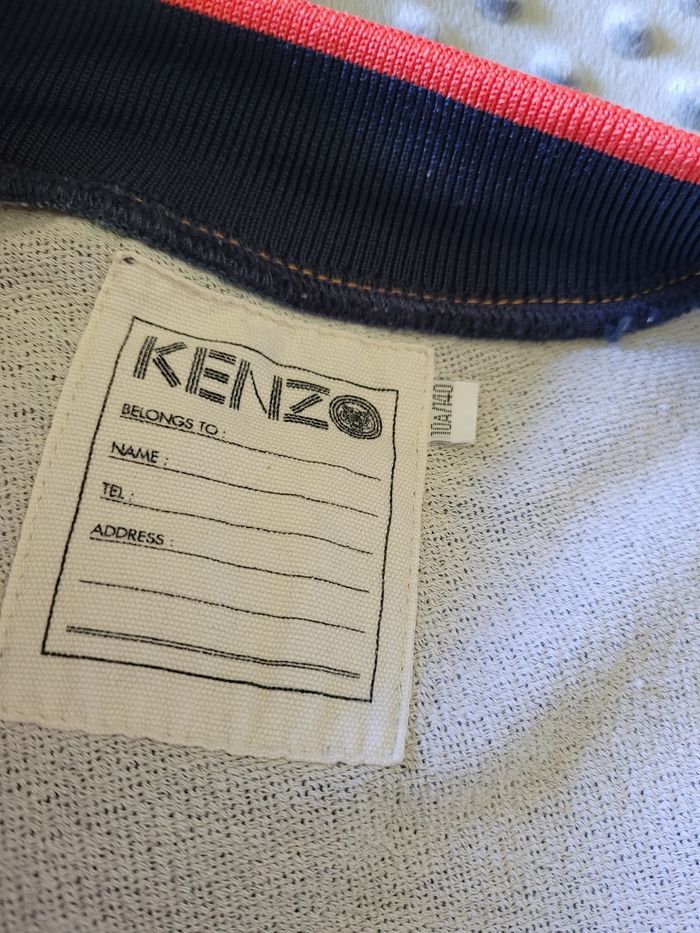 KENZO
BELONGS TO :
NAME :
TEL :
ADDRESS :
10A/140